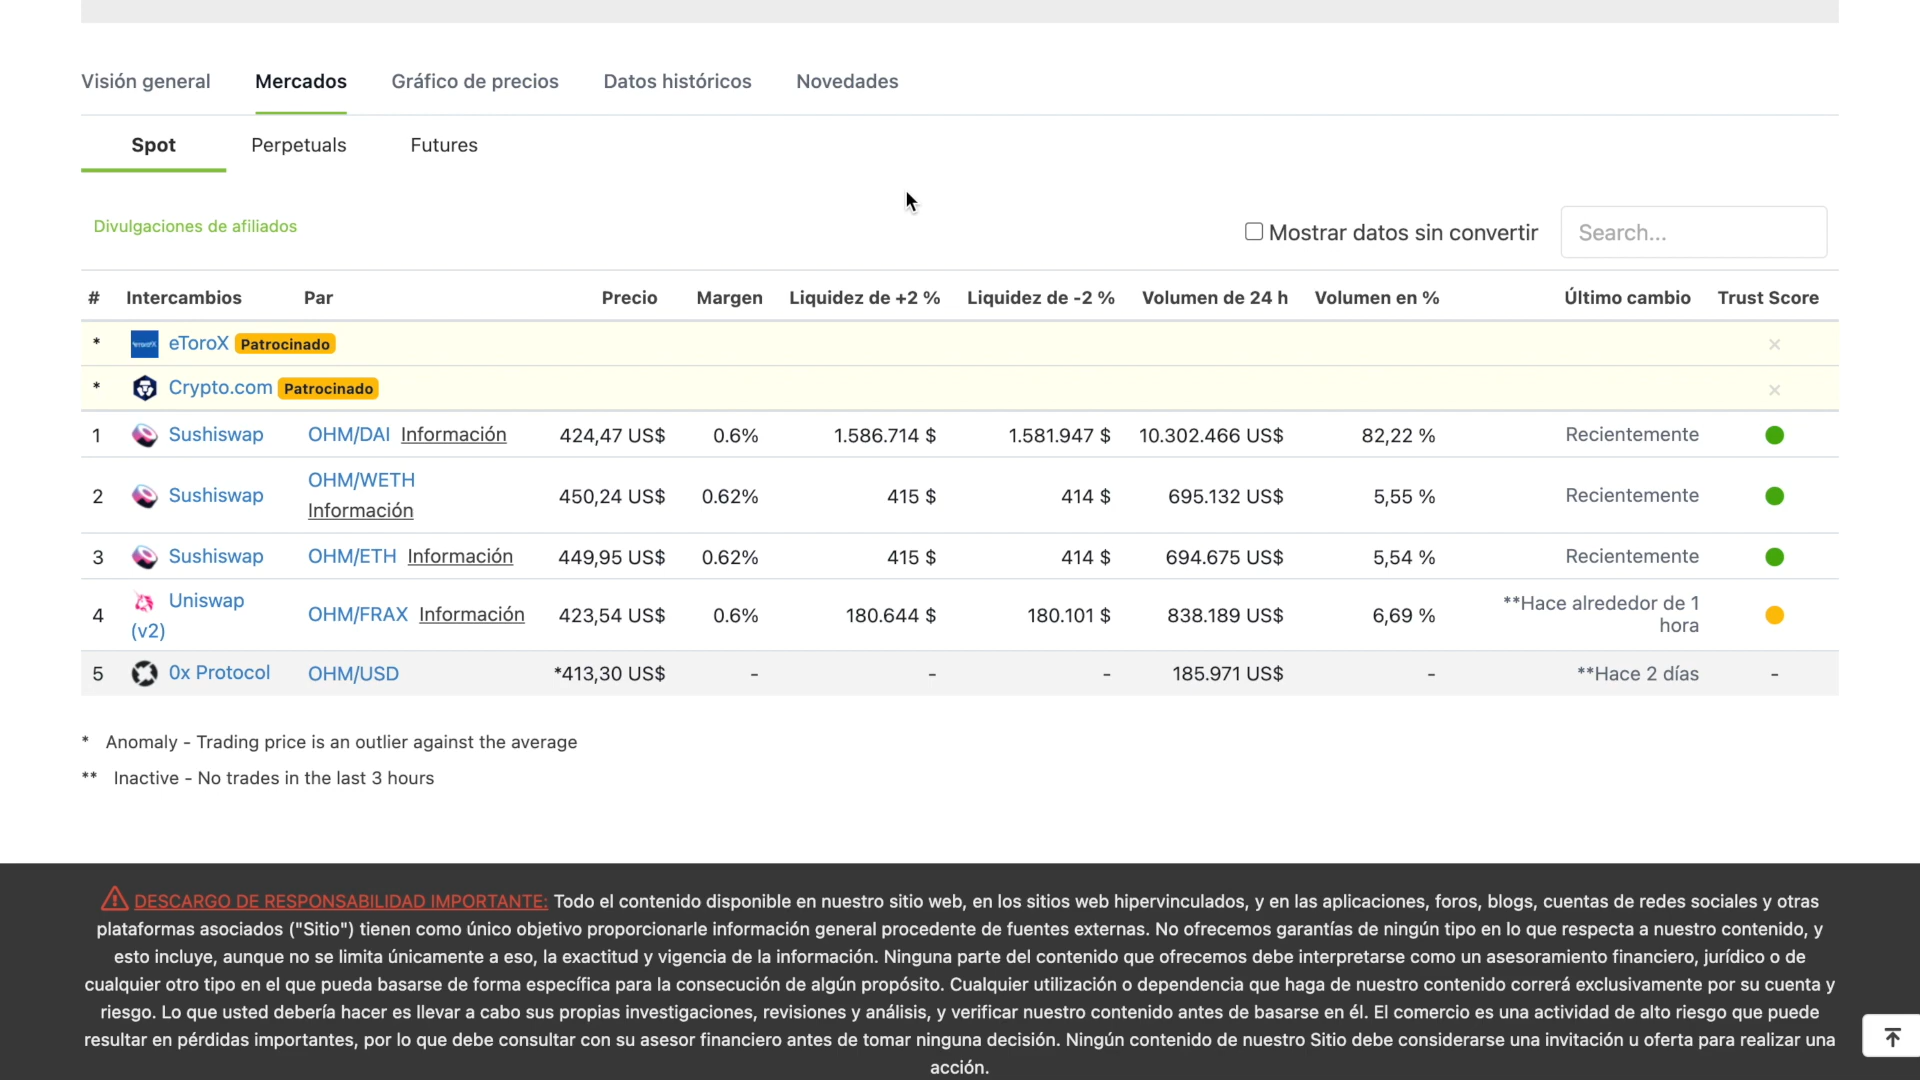 Visión general Mercados Gráfico de precios Datos históricos Novedades
Spot Perpetuals Futures
Divulgaciones de afiliados
Mostrar datos sin convertir Search...
# Intercambios Par Precio Margen Liquidez de +2 % Liquidez de -2 % Volumen de 24 h Volumen en % Último cambio Trust Score
* eToroX Patrocinado ×
* Crypto.com Patrocinado ×
1 Sushiswap OHM/DAI Información 424,47 US$ 0.6% 1.586.714 $ 1.581.947 $ 10.302.466 US$ 82,22 % Recientemente
2 Sushiswap OHM/WETH Información 450,24 US$ 0.62% 415 $ 414 $ 695.132 US$ 5,55 % Recientemente
3 Sushiswap OHM/ETH Información 449,95 US$ 0.62% 415 $ 414 $ 694.675 US$ 5,54 % Recientemente
4 Uniswap (v2) OHM/FRAX Información 423,54 US$ 0.6% 180.644 $ 180.101 $ 838.189 US$ 6,69 % **Hace alrededor de 1 hora
5 0x Protocol OHM/USD *413,30 US$ - - - 185.971 US$ - **Hace 2 días -
* Anomaly - Trading price is an outlier against the average
** Inactive - No trades in the last 3 hours
DESCARGO DE RESPONSABILIDAD IMPORTANTE: Todo el contenido disponible en nuestro sitio web, en los sitios web hipervinculados, y en las aplicaciones, foros, blogs, cuentas de redes sociales y otras
plataformas asociados ("Sitio") tienen como único objetivo proporcionarle información general procedente de fuentes externas. No ofrecemos garantías de ningún tipo en lo que respecta a nuestro contenido, y
esto incluye, aunque no se limita únicamente a eso, la exactitud y vigencia de la información. Ninguna parte del contenido que ofrecemos debe interpretarse como un asesoramiento financiero, jurídico o de
cualquier otro tipo en el que pueda basarse de forma específica para la consecución de algún propósito. Cualquier utilización o dependencia que haga de nuestro contenido correrá exclusivamente por su cuenta y
riesgo. Lo que usted debería hacer es llevar a cabo sus propias investigaciones, revisiones y análisis, y verificar nuestro contenido antes de basarse en él. El comercio es una actividad de alto riesgo que puede
resultar en pérdidas importantes, por lo que debe consultar con su asesor financiero antes de tomar ninguna decisión. Ningún contenido de nuestro Sitio debe considerarse una invitación u oferta para realizar una
acción.